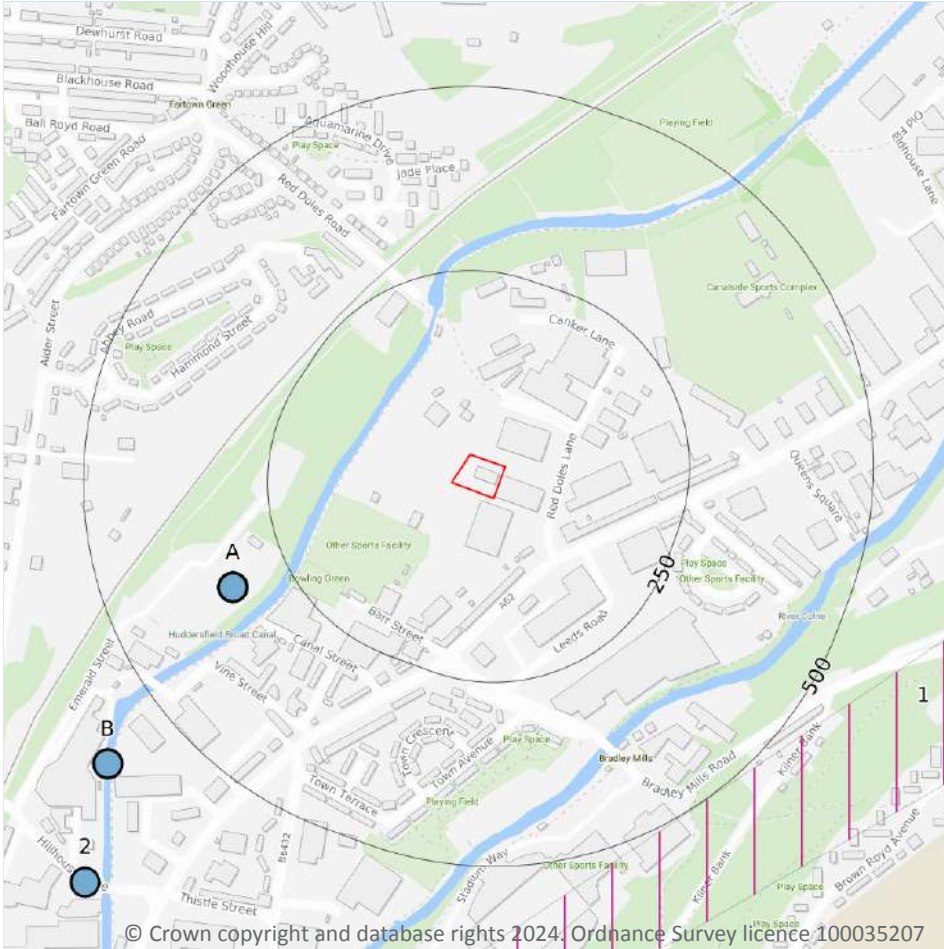 Dewhurst Road
Woodhouse Hill
Blackhouse Road
Fartown Green
Ball Royd Road
Aquamarine Drive
Play Space
Jade Place
Fartown Green Road
Red Doles Road
Playing Field
Old Fieldhouse Lane
Canalside Sports Complex
Alder Street
Abbey Road
Play Space
Hammond Street
Canker Lane
Red Doles Lane
Queens Square
Other Sports Facility
A
Bowling Green
250
Play Space
Other Sports Facility
A62
Barr Street
Leeds Road
River Colne
Huddersfield Broad Canal
Canal Street
Emerald Street
Vine Street
500
1
B
Town Crescent
Town Avenue
Play Space
Bradley Mills
Kilner Bank
Bradley Mills Road
Town Terrace
Playing Field
B6432
2
Stadium Way
Other Sports Facility
Kilner Bank
Brown Royd Avenue
Play Space
Thistle Street
Play Space
© Crown copyright and database rights 2024. Ordnance Survey licence 100035207